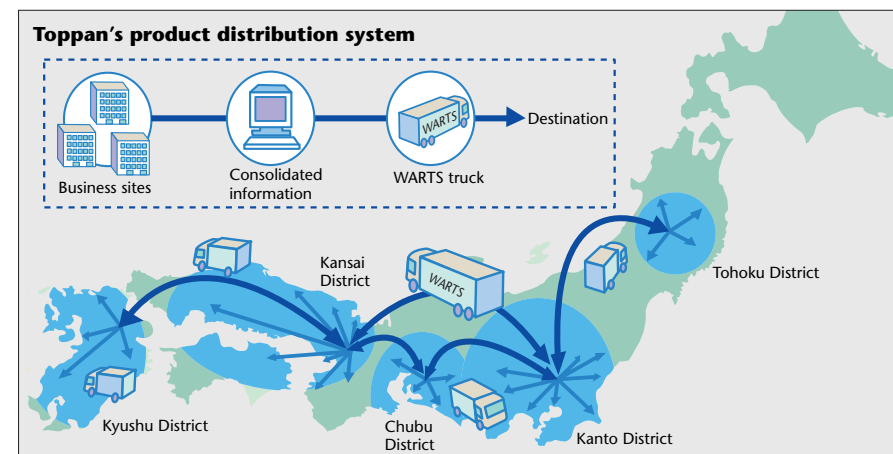 Toppan's product distribution system
Business sites
Consolidated
information
WARTS
WARTS truck
Destination
Kansai
District
WARTS
Tohoku District
Kyushu District
Chubu
District
Kanto District